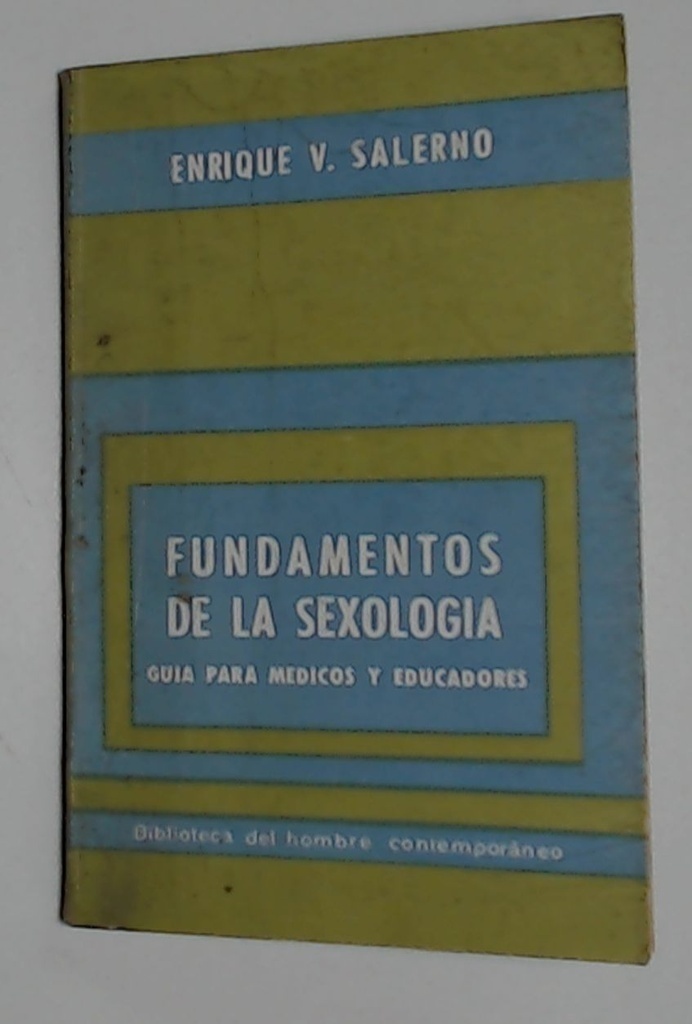 ENRIQUE V. SALERNO
FUNDAMENTOS
DE LA SEXOLOGIA
GUIA PARA MEDICOS Y EDUCADORES
Biblioteca del hombre contemporáneo